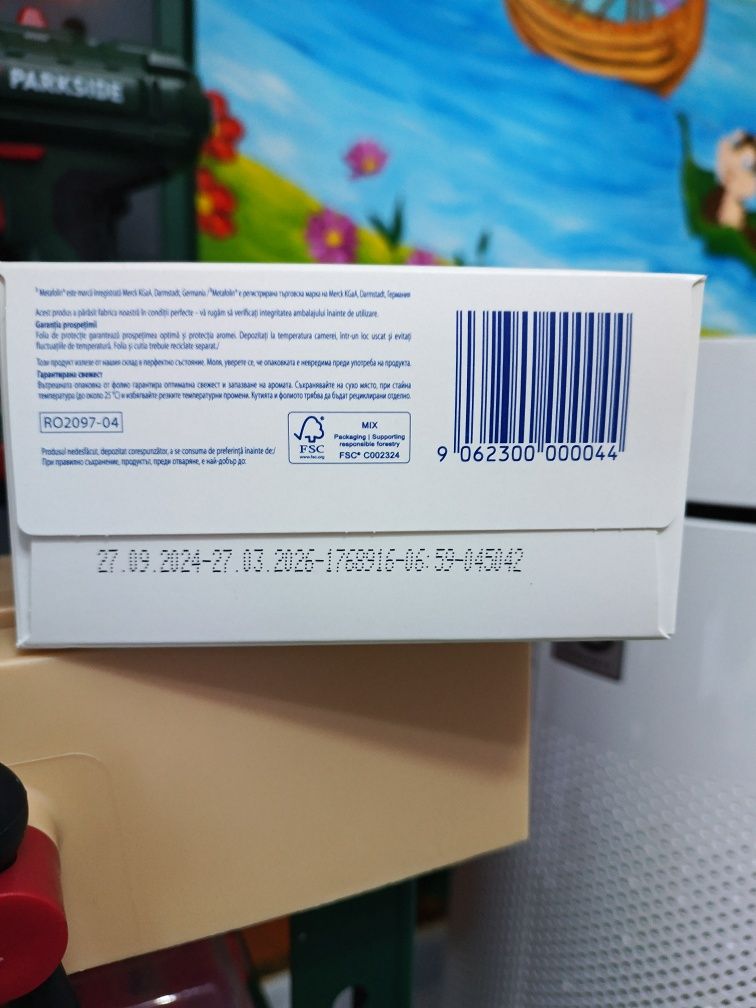 PARKSIDE
³ Metafolin® este marcă înregistrată Merck KGaA, Darmstadt, Germania /³Metafolin® е регистрирана търговска марка на Merck KGaA, Darmstadt, Германия
Acest produs a părăsit fabrica noastră în condiții perfecte - vă rugăm să verificați integritatea ambalajului înainte de utilizare.
Garanția prospețimii
Folia de protecție garantează prospețimea optimă și protecția aromei. Depozitați la temperatura camerei, într-un loc uscat și evitați
fluctuațiile de temperatură. Folia și cutia trebuie reciclate separat./
Този продукт излезе от нашия склад в перфектно състояние. Моля, уверете се, че опаковката е невредима преди употреба на продукта.
Гарантирана свежест
Вътрешната опаковка от фолио гарантира оптимална свежест и запазване на аромата. Съхранявайте на сухо място, при стайна
температура (до около 25 °C) и избягвайте резките температурни промени. Кутията и фолиото трябва да бъдат рециклирани отделно.
RO2097-04
Produsul nedesfăcut, depozitat corespunzător, a se consuma de preferință înainte de:/
При правилно съхранение, продуктът, преди отваряне, е най-добър до:
FSC
www.fsc.org
MIX
Packaging | Supporting
responsible forestry
FSC® C002324
9 062300 000044
27.09.2024-27.03.2026-1768916-06:59-045042